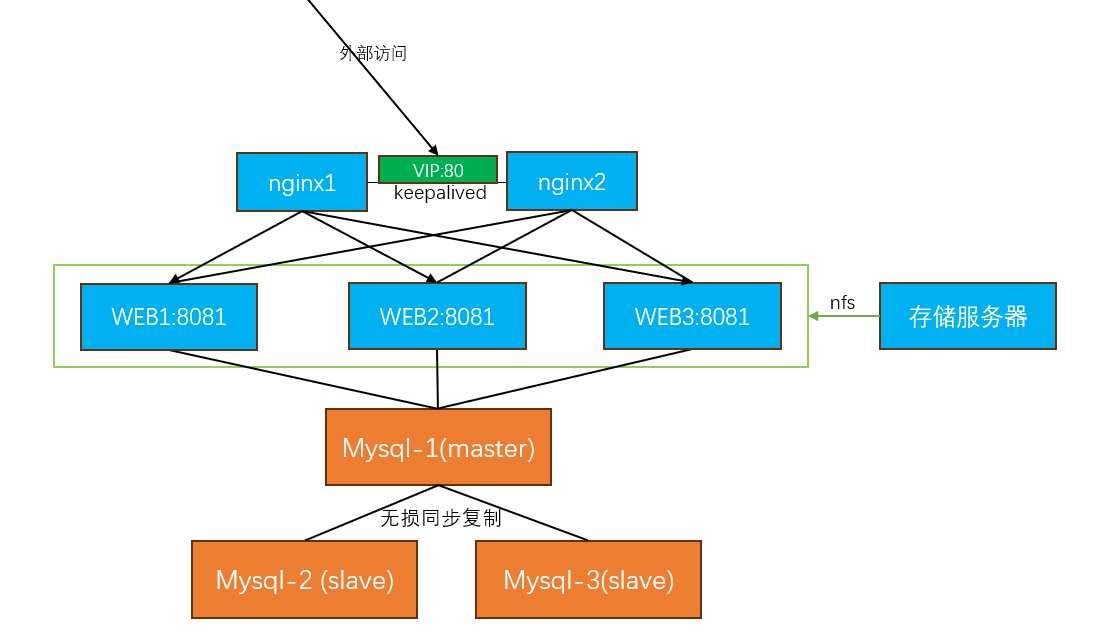 外部访问
VIP:80
nginx1
nginx2
keepalived
WEB1:8081
WEB2:8081
WEB3:8081
nfs
存储服务器
Mysql-1(master)
无损同步复制
Mysql-2 (slave)
Mysql-3(slave)